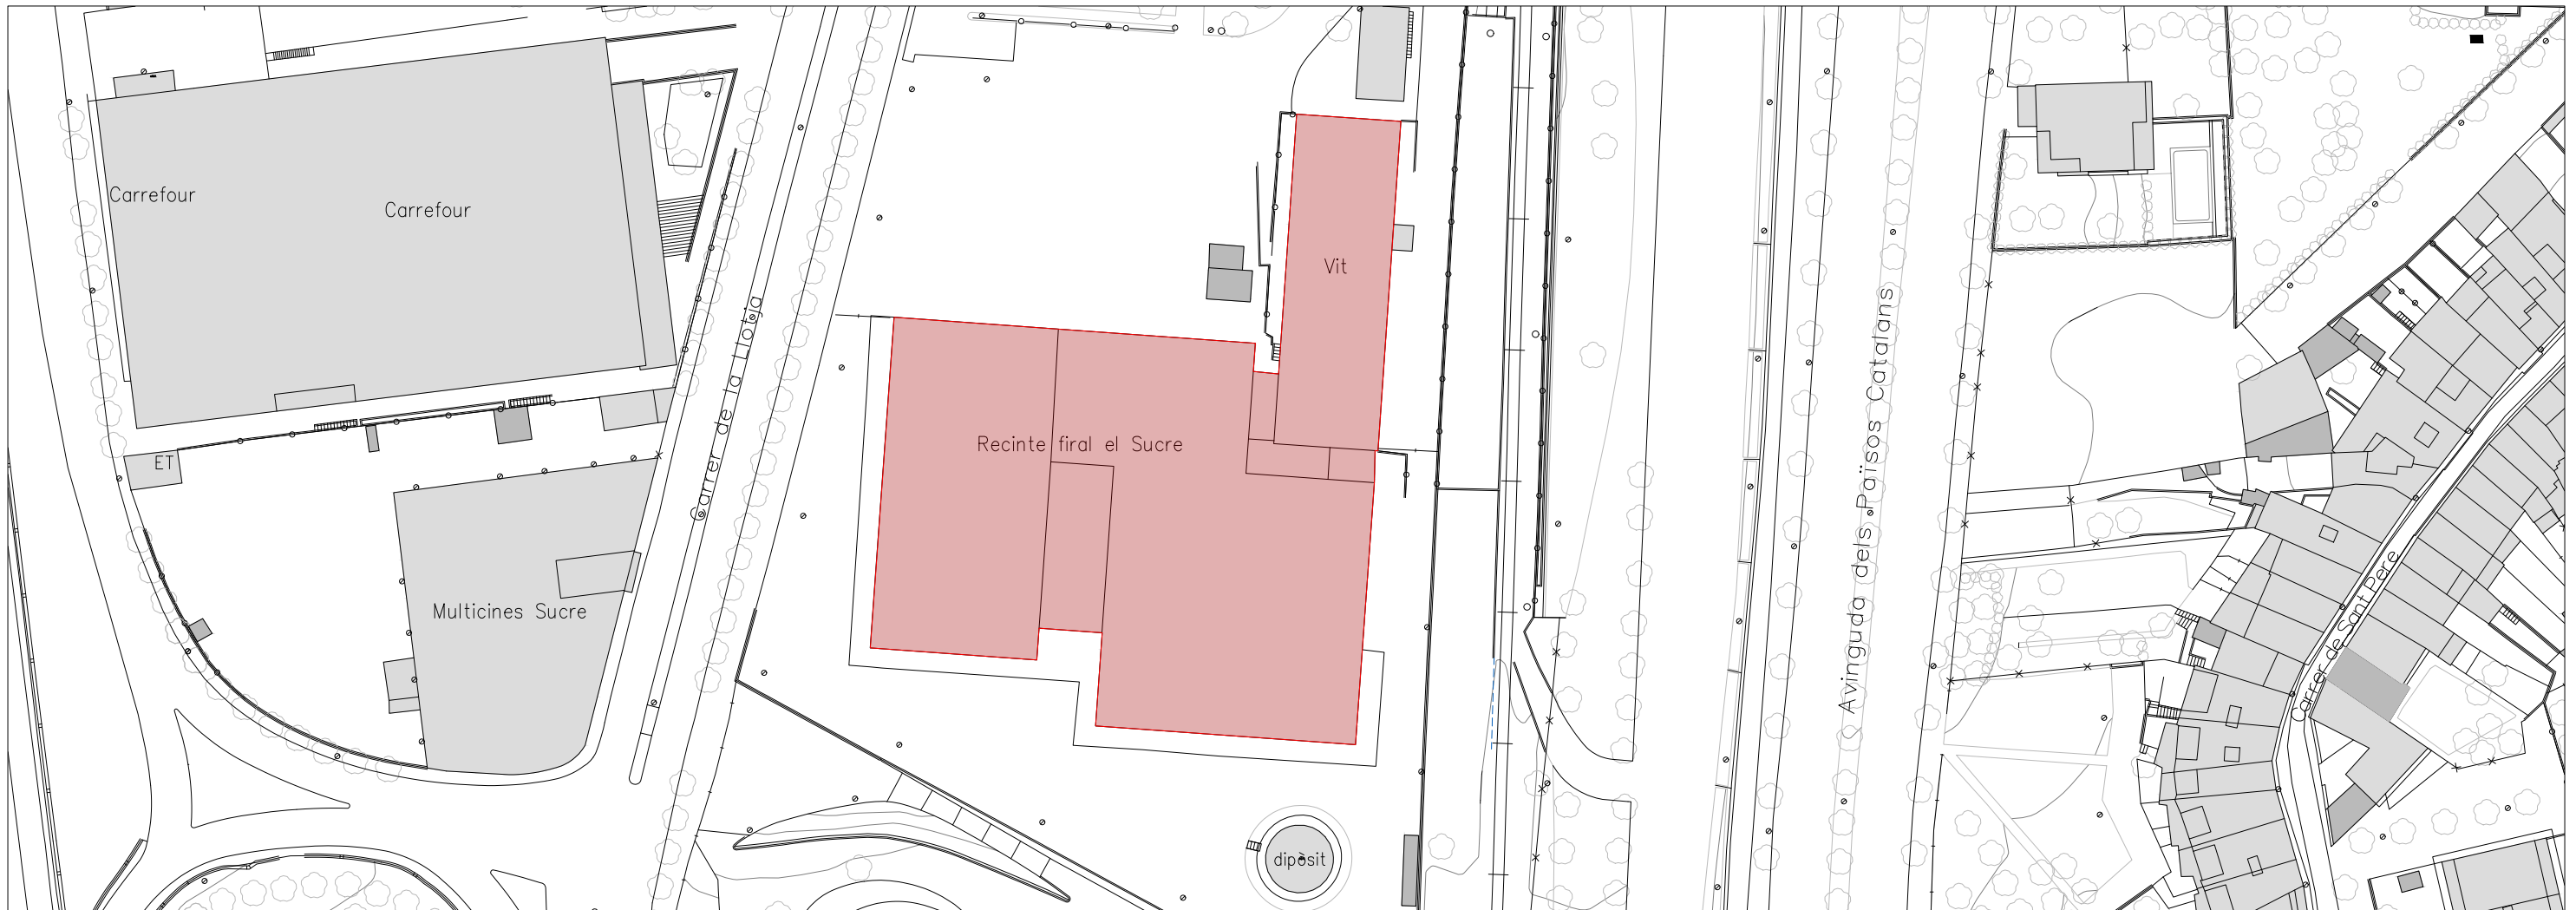 Carrefour
Carrefour
Vit
Carrer de la Llotja
Avinguda dels Països Catalans
Recinte firal el Sucre
ET
Multicines Sucre
Carrer de Sant Pere
dipòsit